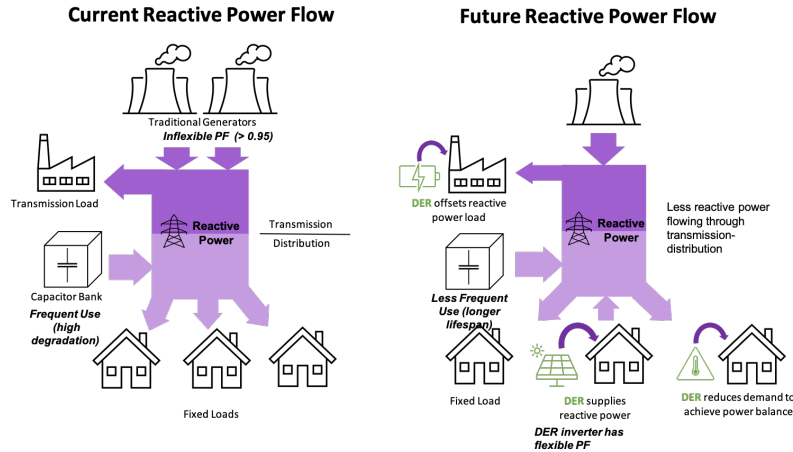 Current Reactive Power Flow
Traditional Generators
Inflexible PF (> 0.95)
Transmission Load
Reactive
Power
Transmission
Distribution
Capacitor Bank
Frequent Use
(high
degradation)
Fixed Loads
Future Reactive Power Flow
DER offsets reactive
power load
Reactive
Power
Less reactive power
flowing through
transmission-
distribution
Less Frequent
Use (longer
lifespan)
Fixed Load
DER supplies
reactive power
DER inverter has
flexible PF
DER reduces demand to
achieve power balance